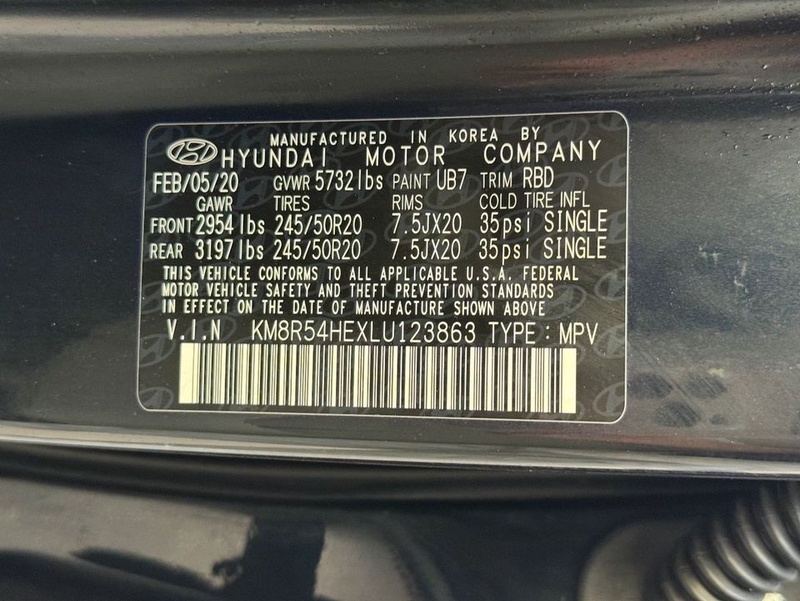 MANUFACTURED IN KOREA BY
HYUNDAI MOTOR COMPANY
FEB/05/20 GVWR 5732lbs PAINT UB7 TRIM RBD
GAWR TIRES RIMS COLD TIRE INFL
FRONT 2954 lbs 245/50R20 7.5JX20 35psi SINGLE
REAR 3197 lbs 245/50R20 7.5JX20 35psi SINGLE
THIS VEHICLE CONFORMS TO ALL APPLICABLE U.S.A. FEDERAL
MOTOR VEHICLE SAFETY AND THEFT PREVENTION STANDARDS
IN EFFECT ON THE DATE OF MANUFACTURE SHOWN ABOVE
V.I.N KM8R54HEXLU123863 TYPE : MPV